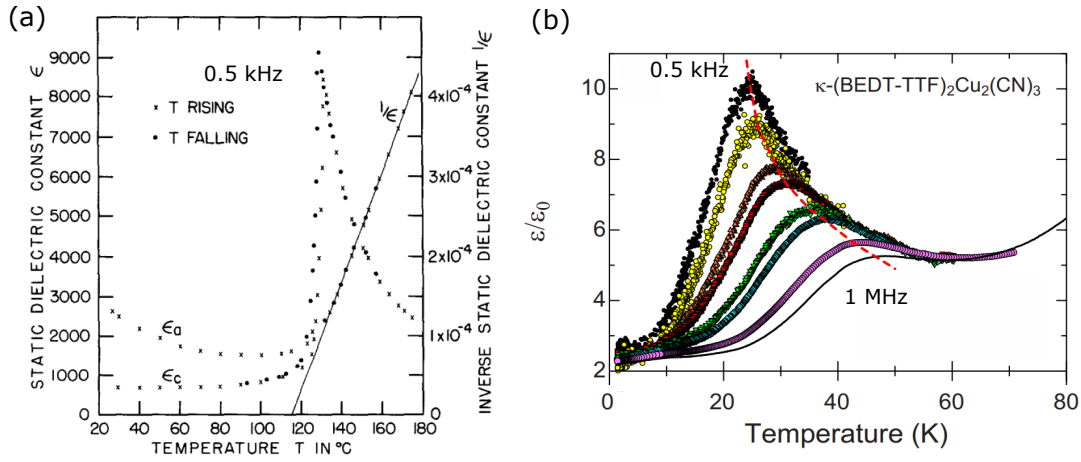 (a)
STATIC DIELECTRIC CONSTANT ϵ
9000
8000
7000
6000
5000
4000
3000
2000
1000
0
0.5 kHz
× T RISING
• T FALLING
1/ϵ
ϵa
ϵc
4×10⁻⁴
3×10⁻⁴
2×10⁻⁴
1×10⁻⁴
0
INVERSE STATIC DIELECTRIC CONSTANT 1/ϵ
20 40 60 80 100 120 140 160 180
TEMPERATURE T IN °C
(b)
ε/ε0
10
8
6
4
2
0.5 kHz
κ-(BEDT-TTF)2Cu2(CN)3
1 MHz
0 20 40 60 80
Temperature (K)